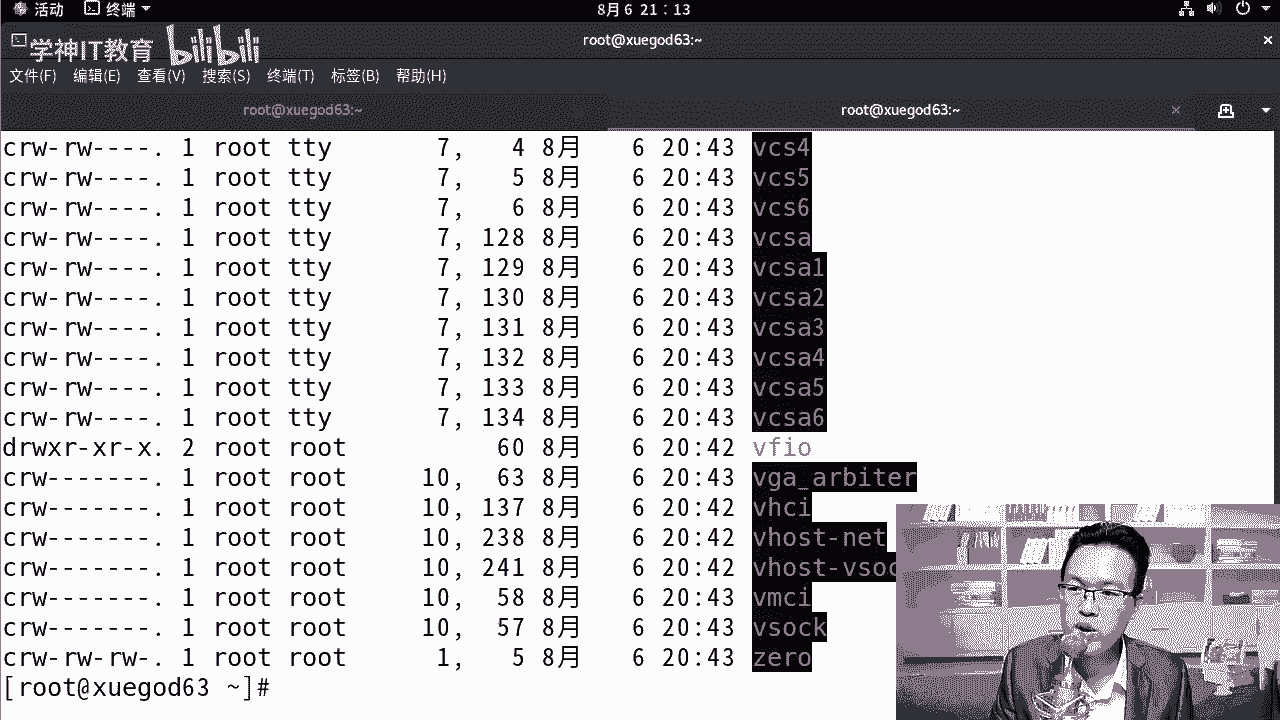 活动 终端 8月 6 21：13
学神IT教育 bilibili
root@xuegod63:~
文件(F) 编辑(E) 查看(V) 搜索(S) 终端(T) 标签(B) 帮助(H)
root@xuegod63:~ root@xuegod63:~
crw-rw----. 1 root tty 7, 4 8月 6 20:43 vcs4
crw-rw----. 1 root tty 7, 5 8月 6 20:43 vcs5
crw-rw----. 1 root tty 7, 6 8月 6 20:43 vcs6
crw-rw----. 1 root tty 7, 128 8月 6 20:43 vcsa
crw-rw----. 1 root tty 7, 129 8月 6 20:43 vcsa1
crw-rw----. 1 root tty 7, 130 8月 6 20:43 vcsa2
crw-rw----. 1 root tty 7, 131 8月 6 20:43 vcsa3
crw-rw----. 1 root tty 7, 132 8月 6 20:43 vcsa4
crw-rw----. 1 root tty 7, 133 8月 6 20:43 vcsa5
crw-rw----. 1 root tty 7, 134 8月 6 20:43 vcsa6
drwxr-xr-x. 2 root root 60 8月 6 20:42 vfio
crw-------. 1 root root 10, 63 8月 6 20:43 vga_arbiter
crw-------. 1 root root 10, 137 8月 6 20:42 vhci
crw-------. 1 root root 10, 238 8月 6 20:42 vhost-net
crw-------. 1 root root 10, 241 8月 6 20:42 vhost-vsoc
crw-------. 1 root root 10, 58 8月 6 20:43 vmci
crw-------. 1 root root 10, 57 8月 6 20:43 vsock
crw-rw-rw-. 1 root root 1, 5 8月 6 20:43 zero
[root@xuegod63 ~]#